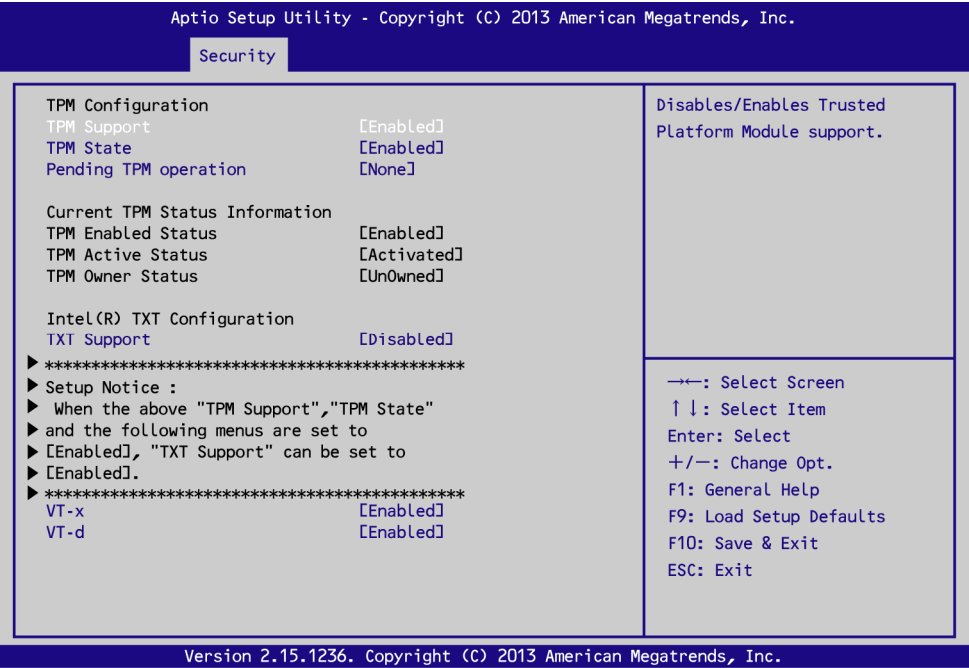 Aptio Setup Utility - Copyright (C) 2013 American Megatrends, Inc.
Security
TPM Configuration
TPM Support [Enabled]
TPM State [Enabled]
Pending TPM operation [None]
Current TPM Status Information
TPM Enabled Status [Enabled]
TPM Active Status [Activated]
TPM Owner Status [UnOwned]
Intel(R) TXT Configuration
TXT Support [Disabled]
▶ *********************************************
▶ Setup Notice :
▶ When the above "TPM Support","TPM State"
▶ and the following menus are set to
▶ [Enabled], "TXT Support" can be set to
▶ [Enabled].
▶ *********************************************
VT-x [Enabled]
VT-d [Enabled]
Disables/Enables Trusted
Platform Module support.
→←: Select Screen
↑↓: Select Item
Enter: Select
+/-: Change Opt.
F1: General Help
F9: Load Setup Defaults
F10: Save & Exit
ESC: Exit
Version 2.15.1236. Copyright (C) 2013 American Megatrends, Inc.